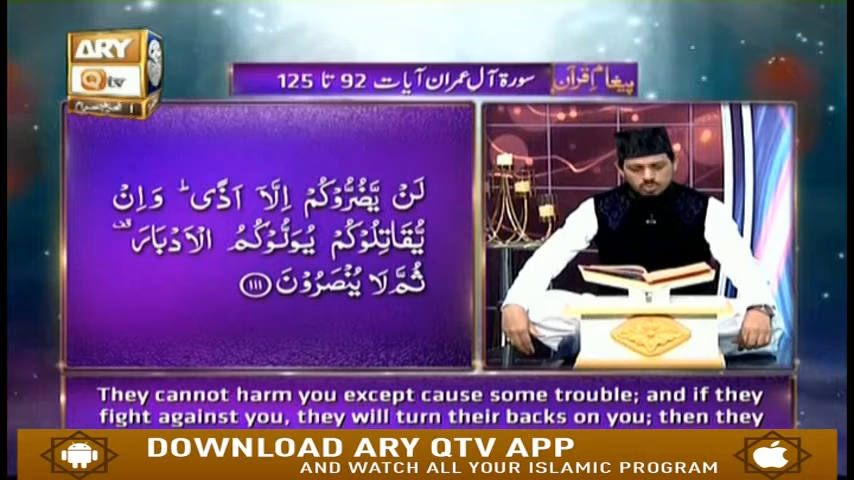 ARY
Qtv
سورۃ آل عمران آیات 92 تا 125
پیغامِ قرآن
لَنْ يَّضُرُّوْكُمْ اِلَّاۤ اَذًىؕ وَاِنْ
يُّقَاتِلُوْكُمْ يُوَلُّوْكُمُ الْاَدْبَارَ۫
ثُمَّ لَا يُنْصَرُوْنَ ﴿۱۱۱﴾
They cannot harm you except cause some trouble; and if they
fight against you, they will turn their backs on you; then they
DOWNLOAD ARY QTV APP
AND WATCH ALL YOUR ISLAMIC PROGRAM